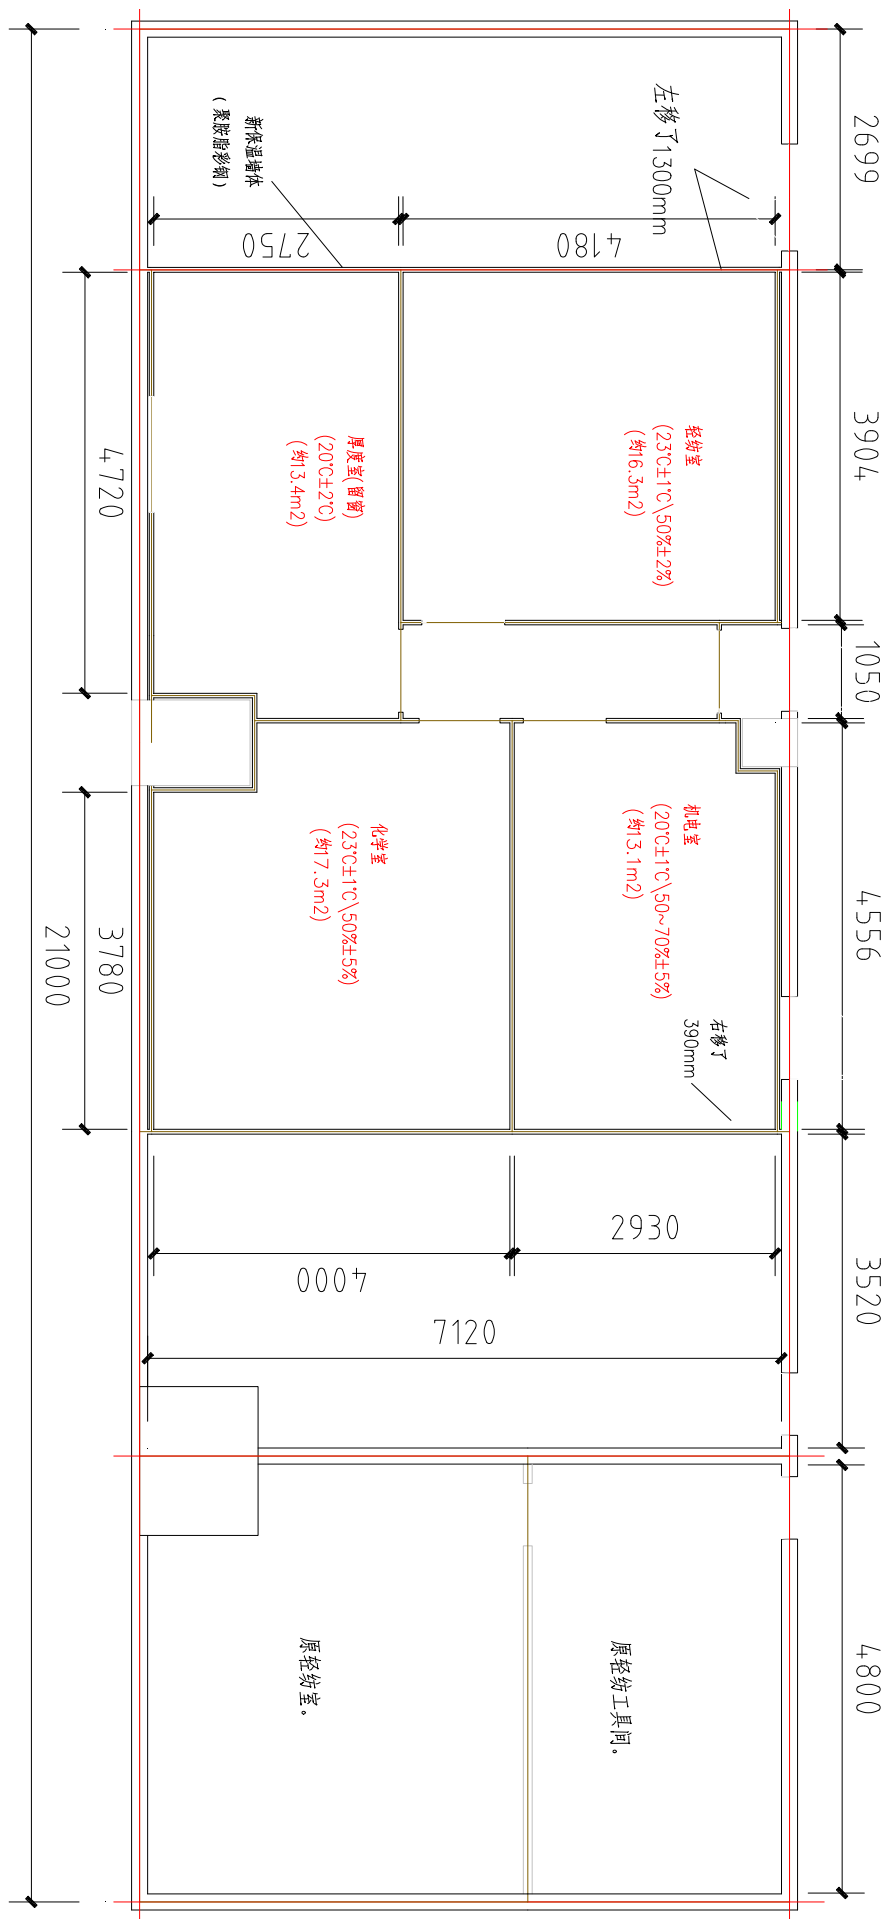 2699
3904
1050
4556
3520
4800
左移了1300mm
新保温墙体
(聚胺脂彩钢)
2750
4180
轻纺室
(23℃±1℃\50%±2%)
(约16.3m2)
厚度室(留窗)
(20℃±2℃)
(约13.4m2)
机电室
(20℃±1℃\50~70%±5%)
(约13.1m2)
化学室
(23℃±1℃\50%±5%)
(约17.3m2)
右移了
390mm
2930
4000
7120
原轻纺工具间。
原轻纺室。
4720
3780
21000